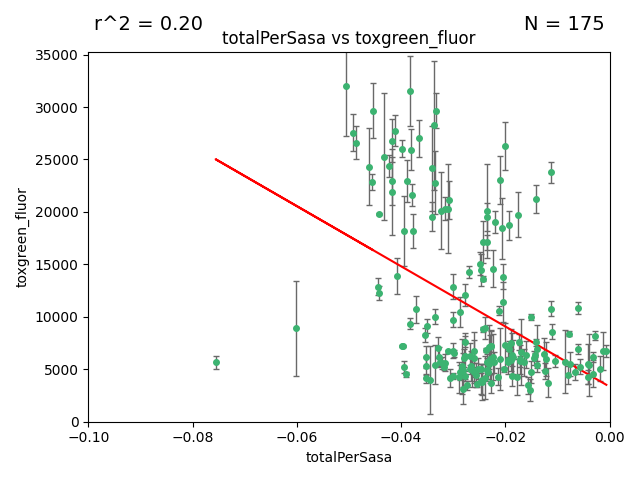 r^2 = 0.20
N = 175
totalPerSasa vs toxgreen_fluor
35000
30000
25000
20000
15000
10000
5000
0
toxgreen_fluor
−0.10
−0.08
−0.06
−0.04
−0.02
0.00
totalPerSasa